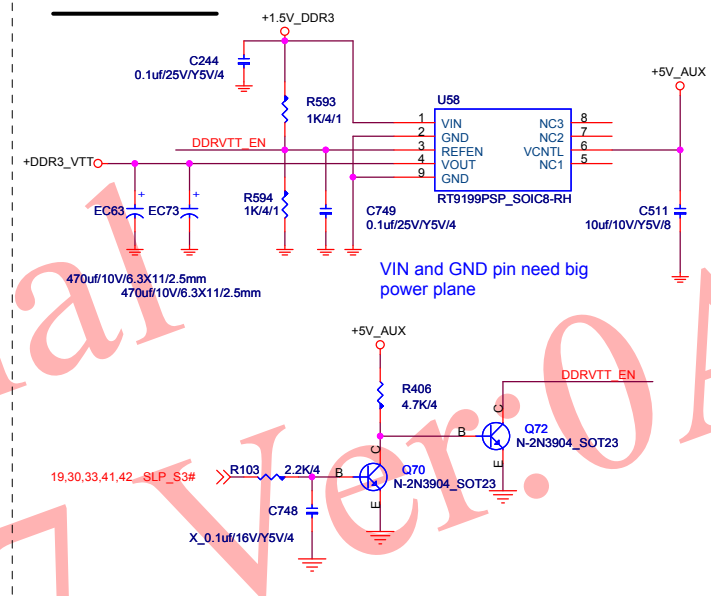 +1.5V_DDR3
C244
0.1uf/25V/Y5V/4
+5V_AUX
R593
1K/4/1
U58
1 VIN NC3 8
2 GND NC2 7
DDRVTT_EN
3 REFEN VCNTL 6
+DDR3_VTT
4 VOUT NC1 5
9 GND
RT9199PSP_SOIC8-RH
EC63
EC73
R594
1K/4/1
C749
0.1uf/25V/Y5V/4
C511
10uf/10V/Y5V/8
470uf/10V/6.3X11/2.5mm
470uf/10V/6.3X11/2.5mm
VIN and GND pin need big
power plane
+5V_AUX
R406
4.7K/4
DDRVTT_EN
C
B
Q72
N-2N3904_SOT23
E
19,30,33,41,42 SLP_S3#
R103 2.2K/4
C
B
Q70
N-2N3904_SOT23
E
C748
X_0.1uf/16V/Y5V/4
Ver:0